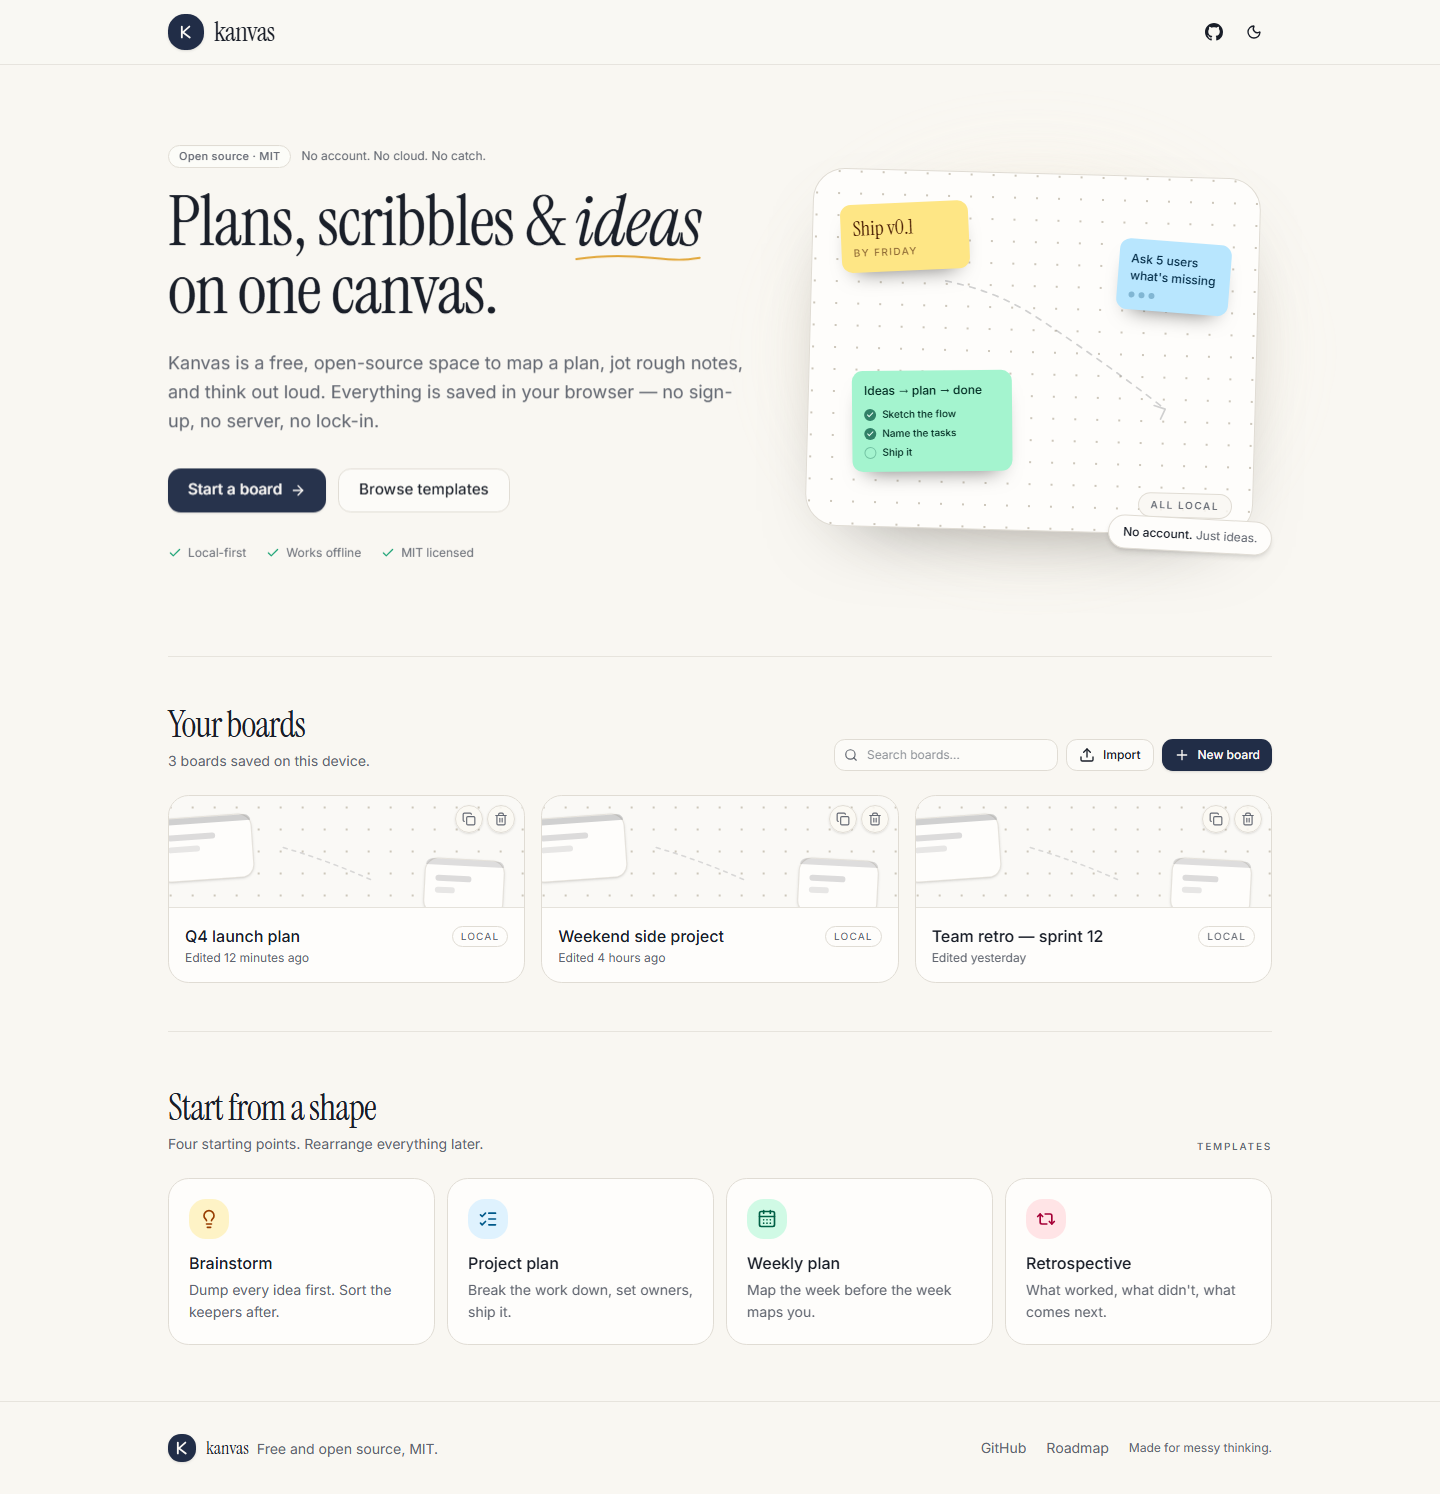 kanvas
Open source · MIT
No account. No cloud. No catch.
Plans, scribbles & ideas
on one canvas.
Kanvas is a free, open-source space to map a plan, jot rough notes,
and think out loud. Everything is saved in your browser — no sign-
up, no server, no lock-in.
Start a board
Browse templates
Local-first
Works offline
MIT licensed
Ship v0.1
BY FRIDAY
Ask 5 users
what's missing
Ideas → plan → done
Sketch the flow
Name the tasks
Ship it
ALL LOCAL
No account. Just ideas.
Your boards
3 boards saved on this device.
Search boards...
Import
New board
Q4 launch plan
LOCAL
Edited 12 minutes ago
Weekend side project
LOCAL
Edited 4 hours ago
Team retro — sprint 12
LOCAL
Edited yesterday
Start from a shape
Four starting points. Rearrange everything later.
TEMPLATES
Brainstorm
Dump every idea first. Sort the
keepers after.
Project plan
Break the work down, set owners,
ship it.
Weekly plan
Map the week before the week
maps you.
Retrospective
What worked, what didn't, what
comes next.
kanvas
Free and open source, MIT.
GitHub
Roadmap
Made for messy thinking.